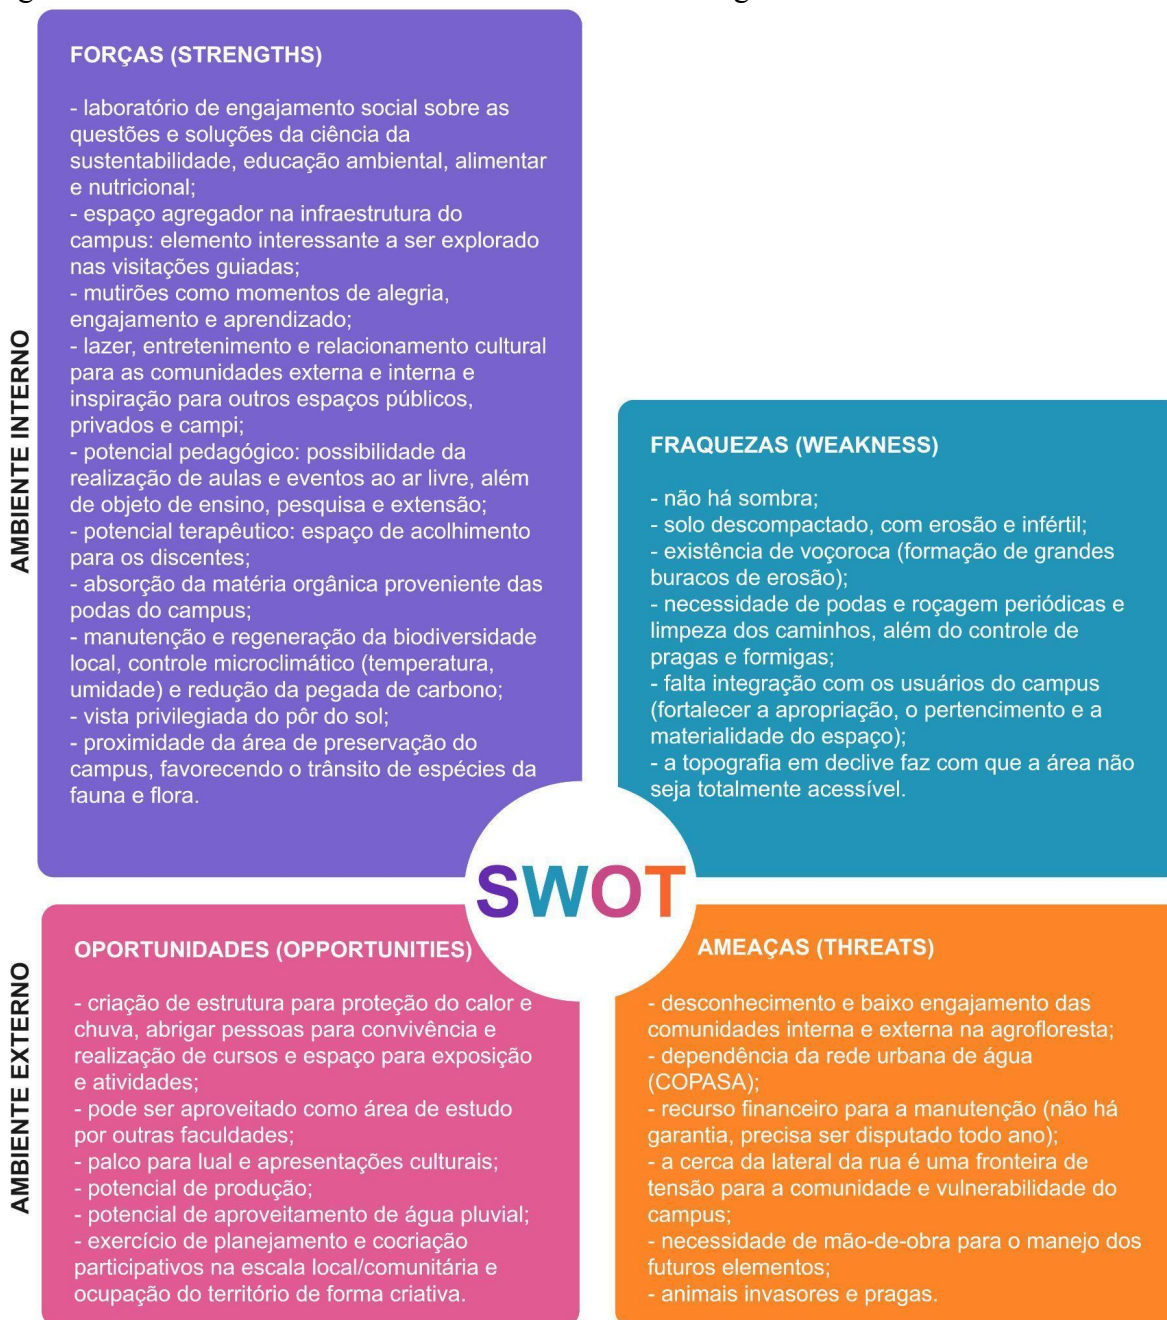 FORÇAS (STRENGTHS)
- laboratório de engajamento social sobre as
questões e soluções da ciência da
sustentabilidade, educação ambiental, alimentar
e nutricional;
- espaço agregador na infraestrutura do
campus: elemento interessante a ser explorado
nas visitações guiadas;
- mutirões como momentos de alegria,
engajamento e aprendizado;
- lazer, entretenimento e relacionamento cultural
para as comunidades externa e interna e
inspiração para outros espaços públicos,
privados e campi;
- potencial pedagógico: possibilidade da
realização de aulas e eventos ao ar livre, além
de objeto de ensino, pesquisa e extensão;
- potencial terapêutico: espaço de acolhimento
para os discentes;
- absorção da matéria orgânica proveniente das
podas do campus;
- manutenção e regeneração da biodiversidade
local, controle microclimático (temperatura,
umidade) e redução da pegada de carbono;
- vista privilegiada do pôr do sol;
- proximidade da área de preservação do
campus, favorecendo o trânsito de espécies da
fauna e flora.
AMBIENTE INTERNO
FRAQUEZAS (WEAKNESS)
- não há sombra;
- solo descompactado, com erosão e infértil;
- existência de voçoroca (formação de grandes
buracos de erosão);
- necessidade de podas e roçagem periódicas e
limpeza dos caminhos, além do controle de
pragas e formigas;
- falta integração com os usuários do campus
(fortalecer a apropriação, o pertencimento e a
materialidade do espaço);
- a topografia em declive faz com que a área não
seja totalmente acessível.
SWOT
OPORTUNIDADES (OPPORTUNITIES)
- criação de estrutura para proteção do calor e
chuva, abrigar pessoas para convivência e
realização de cursos e espaço para exposição
e atividades;
- pode ser aproveitado como área de estudo
por outras faculdades;
- palco para lual e apresentações culturais;
- potencial de produção;
- potencial de aproveitamento de água pluvial;
- exercício de planejamento e cocriação
participativos na escala local/comunitária e
ocupação do território de forma criativa.
AMBIENTE EXTERNO
AMEAÇAS (THREATS)
- desconhecimento e baixo engajamento das
comunidades interna e externa na agrofloresta;
- dependência da rede urbana de água
(COPASA);
- recurso financeiro para a manutenção (não há
garantia, precisa ser disputado todo ano);
- a cerca da lateral da rua é uma fronteira de
tensão para a comunidade e vulnerabilidade do
campus;
- necessidade de mão-de-obra para o manejo dos
futuros elementos;
- animais invasores e pragas.